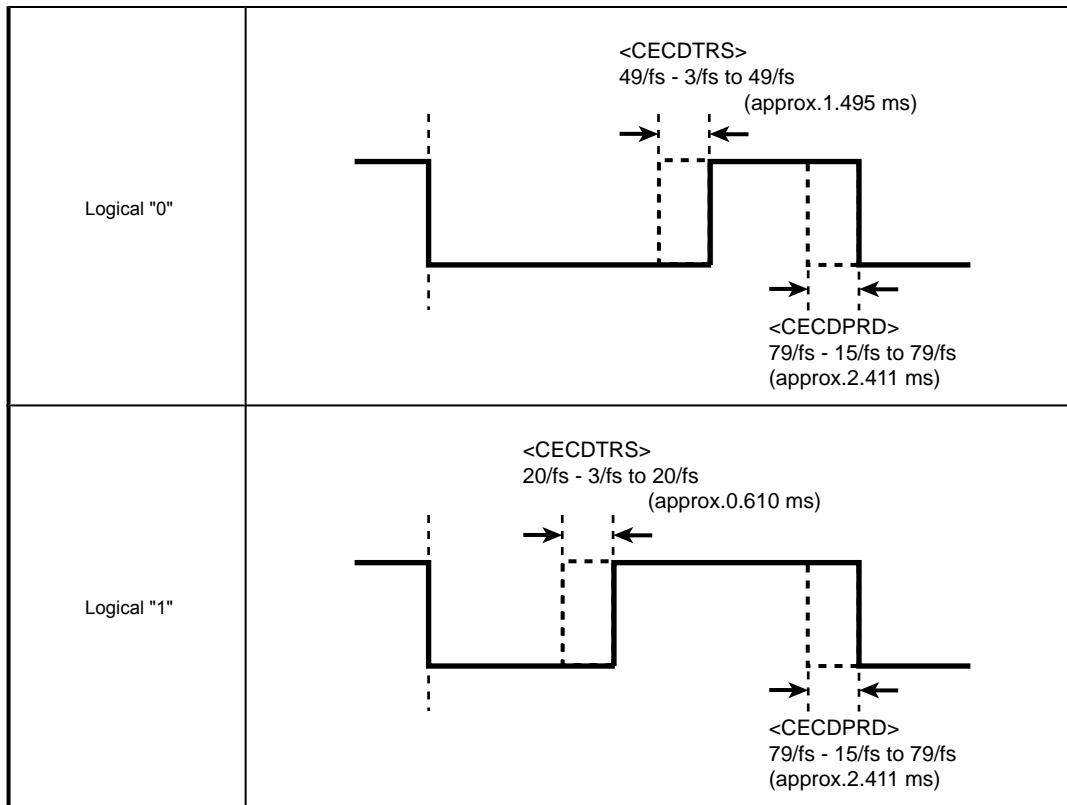 Logical "0"
<CECDTRS>
49/fs - 3/fs to 49/fs
(approx.1.495 ms)
<CECDPRD>
79/fs - 15/fs to 79/fs
(approx.2.411 ms)
Logical "1"
<CECDTRS>
20/fs - 3/fs to 20/fs
(approx.0.610 ms)
<CECDPRD>
79/fs - 15/fs to 79/fs
(approx.2.411 ms)